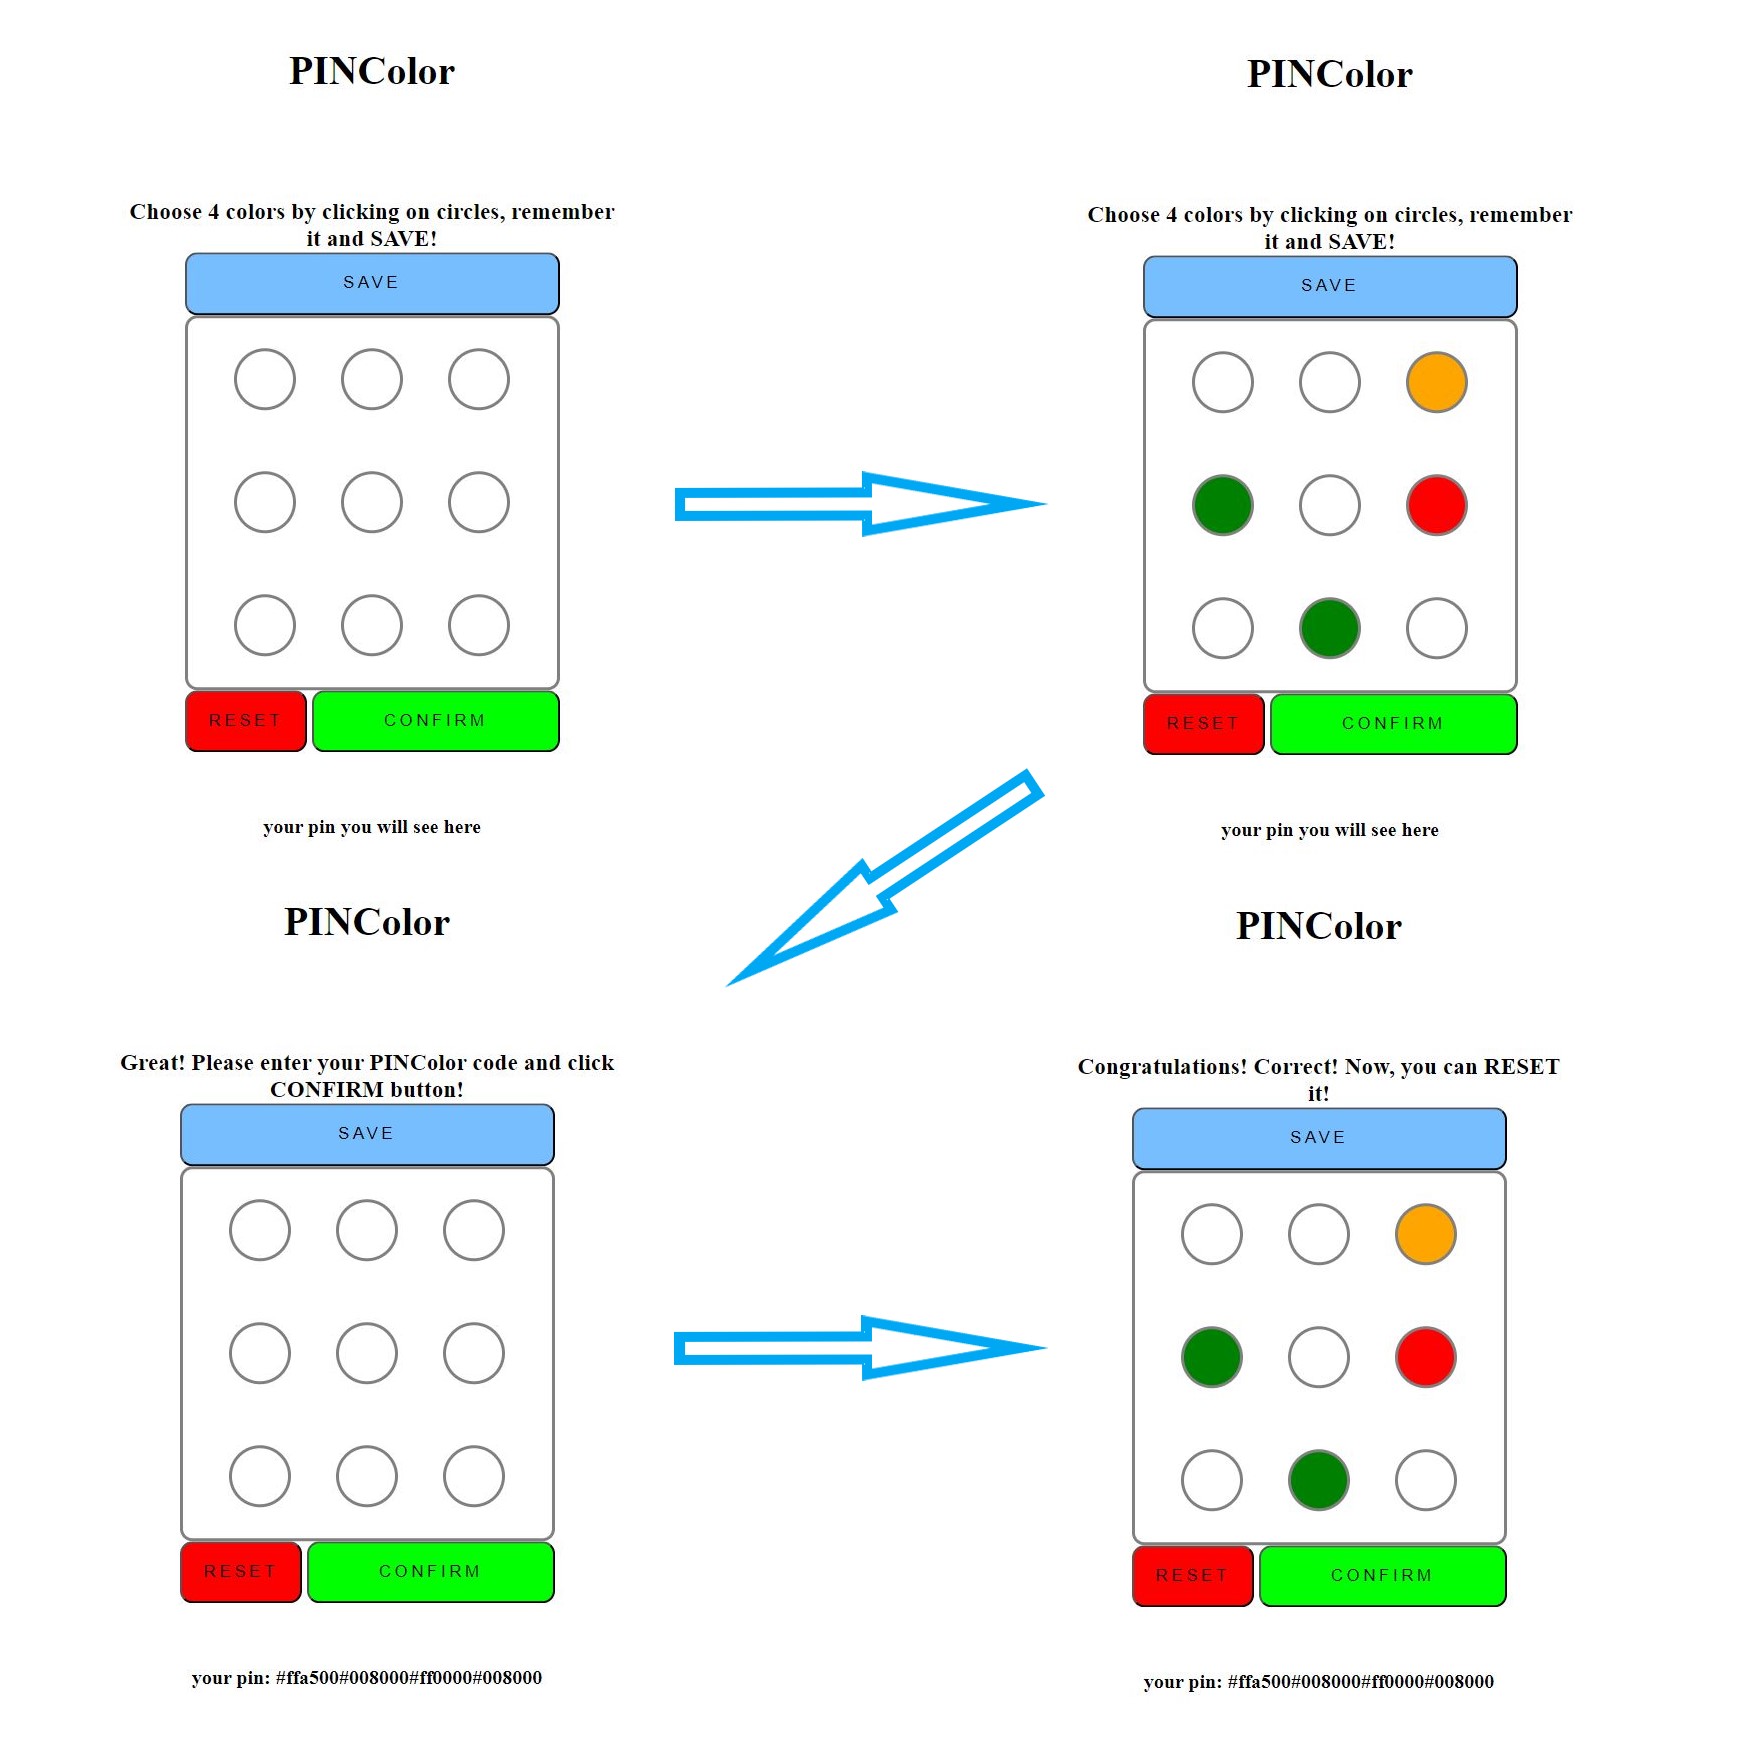 PINColor
Choose 4 colors by clicking on circles, remember
it and SAVE!
SAVE
RESET
CONFIRM
your pin you will see here
PINColor
Choose 4 colors by clicking on circles, remember
it and SAVE!
SAVE
RESET
CONFIRM
your pin you will see here
PINColor
Great! Please enter your PINColor code and click
CONFIRM button!
SAVE
RESET
CONFIRM
your pin: #ffa500#008000#ff0000#008000
PINColor
Congratulations! Correct! Now, you can RESET
it!
SAVE
RESET
CONFIRM
your pin: #ffa500#008000#ff0000#008000